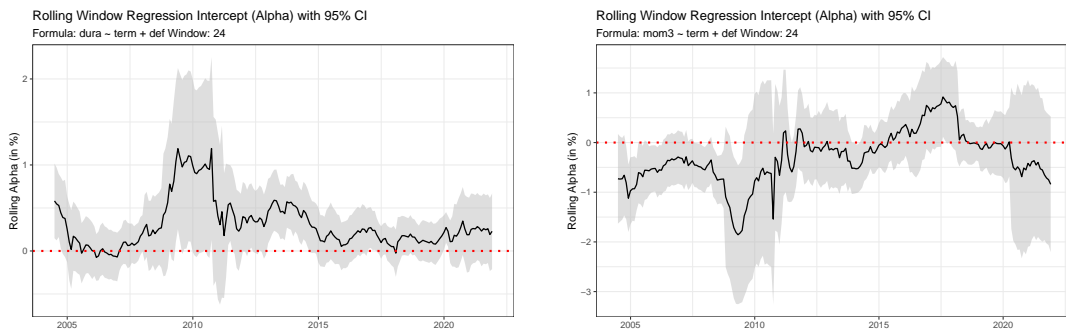 Rolling Window Regression Intercept (Alpha) with 95% CI
Formula: dura ~ term + def Window: 24
Rolling Alpha (in %)
2
1
0
2005
2010
2015
2020
Rolling Window Regression Intercept (Alpha) with 95% CI
Formula: mom3 ~ term + def Window: 24
Rolling Alpha (in %)
1
0
−1
−2
−3
2005
2010
2015
2020